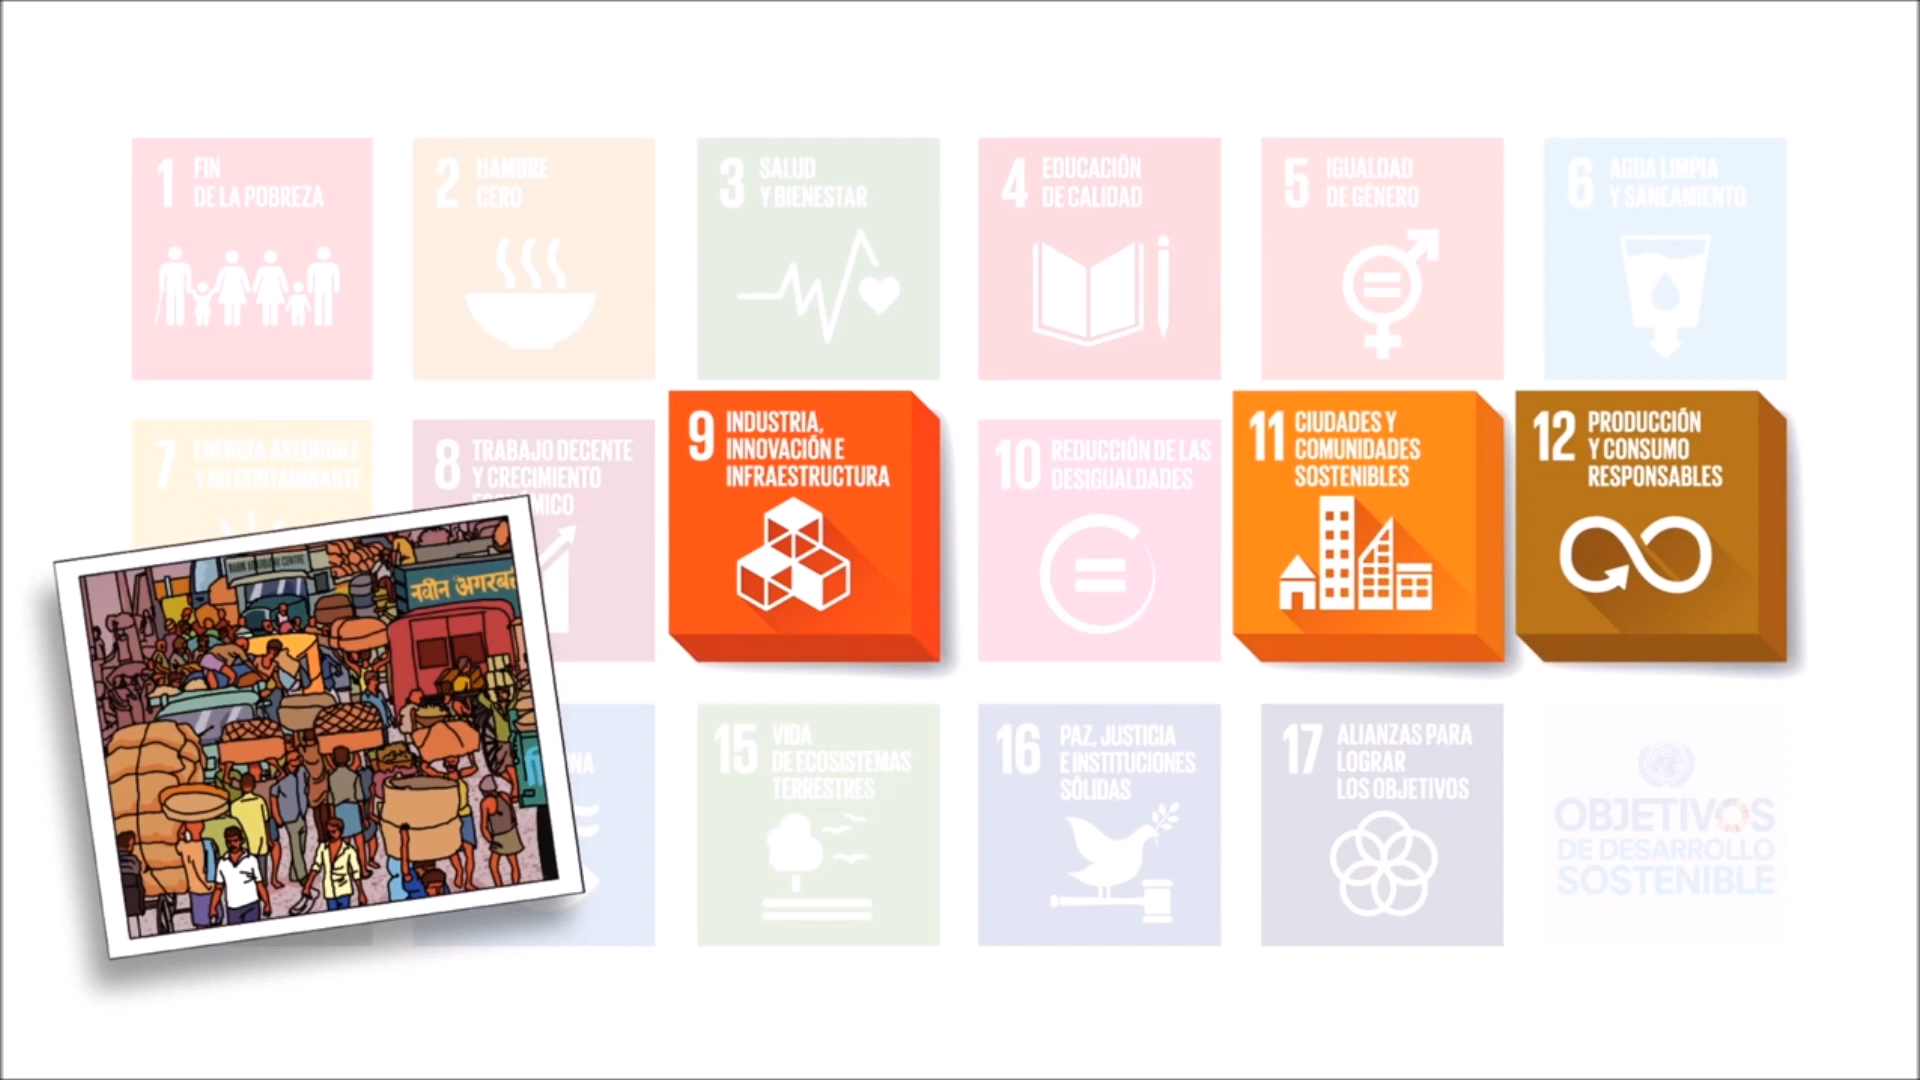 1 FIN
DE LA POBREZA
2 HAMBRE
CERO
3 SALUD
Y BIENESTAR
4 EDUCACIÓN
DE CALIDAD
5 IGUALDAD
DE GÉNERO
6 AGUA LIMPIA
Y SANEAMIENTO
7 ENERGÍA ASEQUIBLE
Y NO CONTAMINANTE
8 TRABAJO DECENTE
Y CRECIMIENTO
9 INDUSTRIA,
INNOVACIÓN E
INFRAESTRUCTURA
10 REDUCCIÓN DE LAS
DESIGUALDADES
11 CIUDADES Y
COMUNIDADES
SOSTENIBLES
12 PRODUCCIÓN
Y CONSUMO
RESPONSABLES
नवीन
15 VIDA
DE ECOSISTEMAS
TERRESTRES
16 PAZ, JUSTICIA
E INSTITUCIONES
SÓLIDAS
17 ALIANZAS PARA
LOGRAR
LOS OBJETIVOS
OBJETIVOS
DE DESARROLLO
SOSTENIBLE